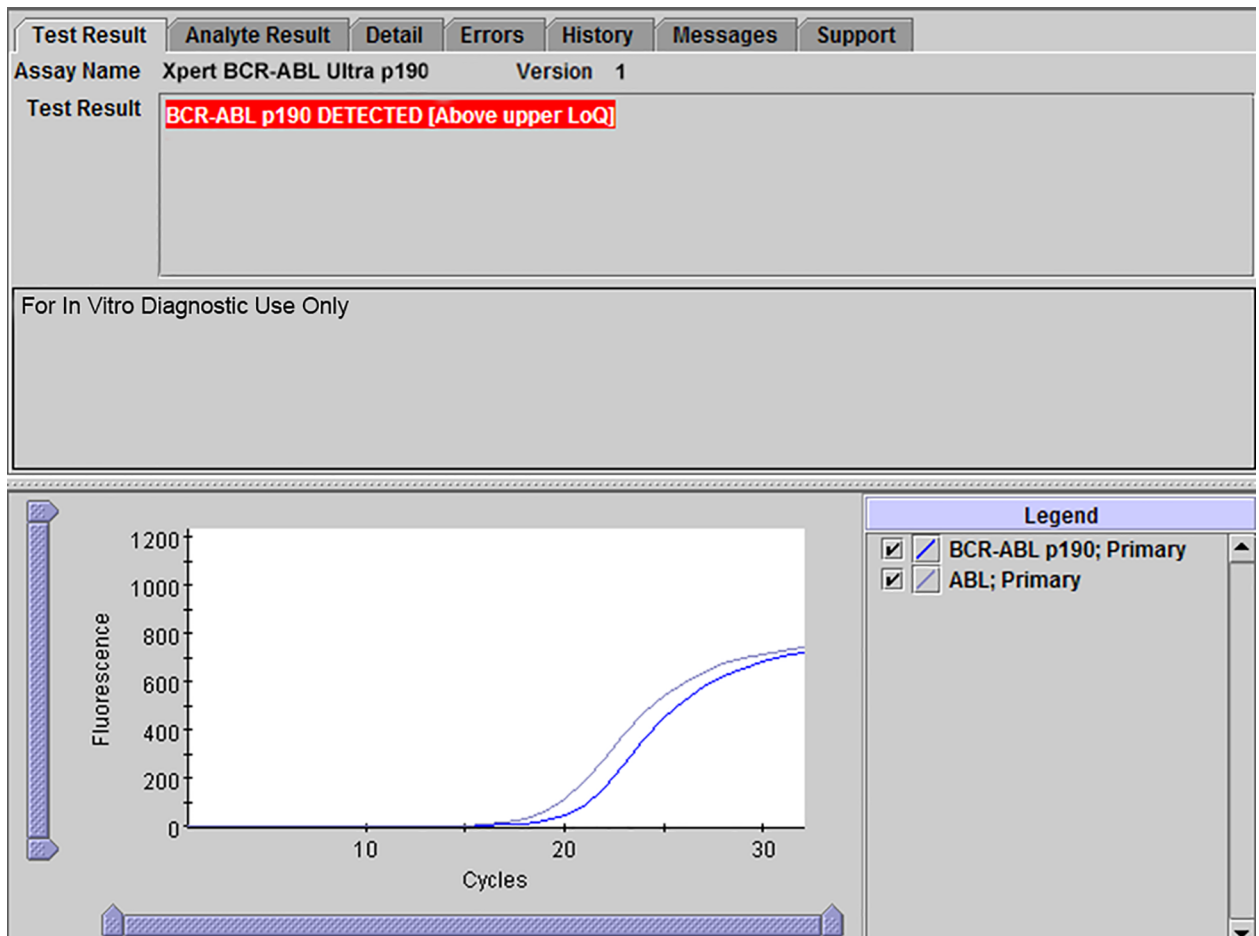 Test Result Analyte Result Detail Errors History Messages Support
Assay Name Xpert BCR-ABL Ultra p190 Version 1
Test Result BCR-ABL p190 DETECTED [Above upper LoQ]
For In Vitro Diagnostic Use Only
1200
1000
800
600
400
200
0
Fluorescence
10 20 30
Cycles
Legend
BCR-ABL p190; Primary
ABL; Primary